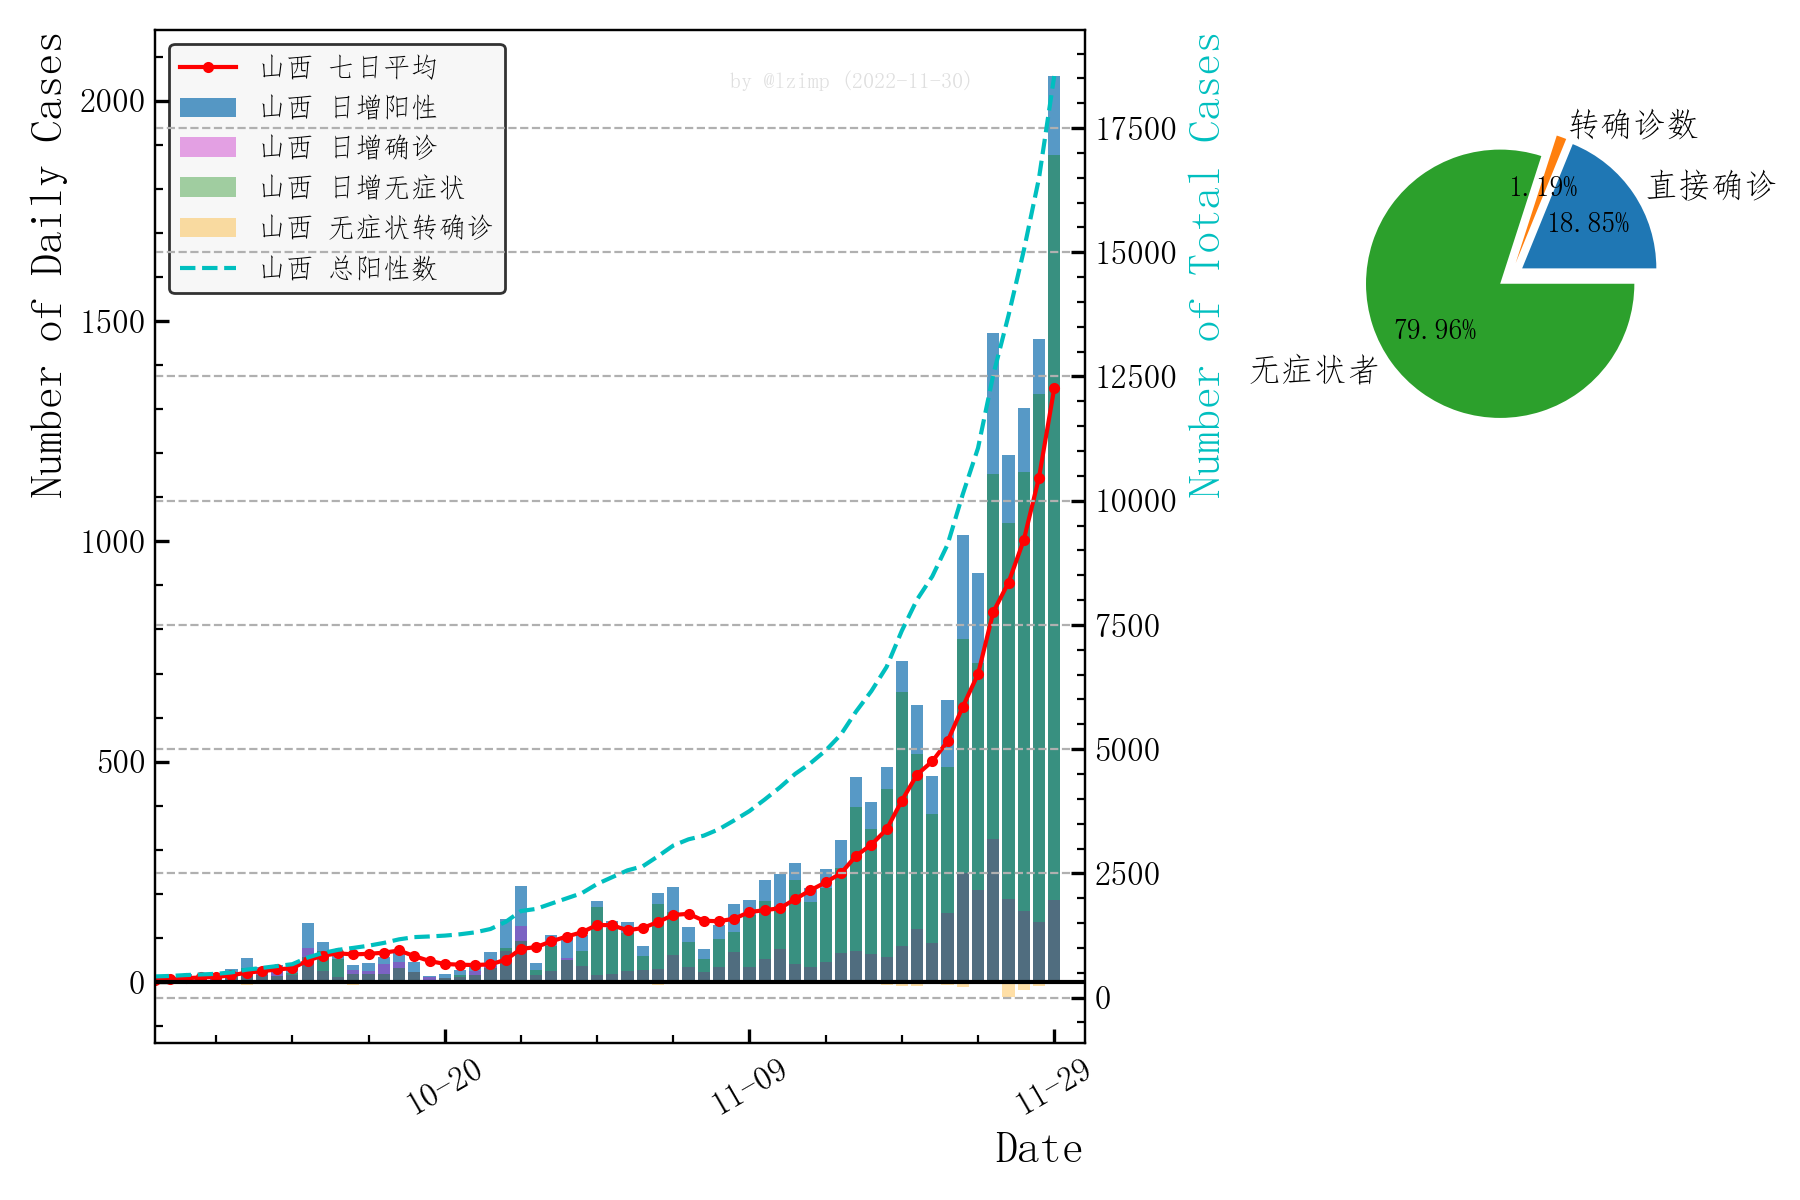 Number of Daily Cases
2000
1500
1000
500
0
山西 七日平均
山西 日增阳性
山西 日增确诊
山西 日增无症状
山西 无症状转确诊
山西 总阳性数
by @lzimp (2022-11-30)
17500
15000
12500
10000
7500
5000
2500
0
Number of Total Cases
10-20
11-09
11-29
Date
转确诊数
直接确诊
1.19%
18.85%
79.96%
无症状者